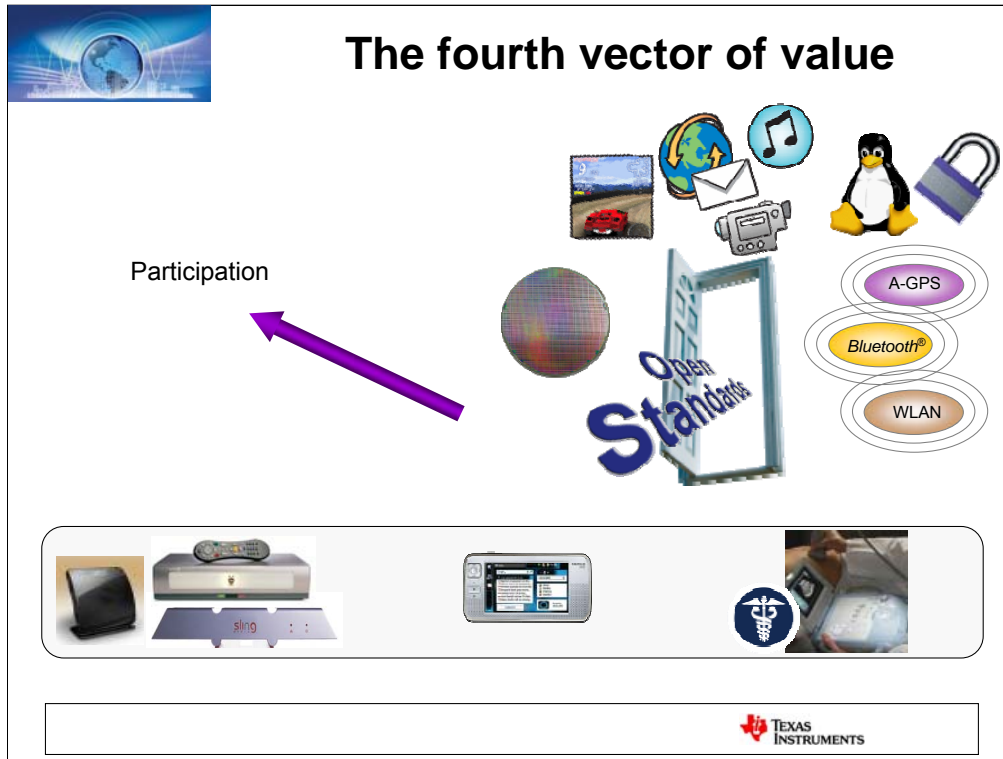 The fourth vector of value
Participation
A-GPS
Bluetooth®
WLAN
Open
Standards
sling
TEXAS
INSTRUMENTS